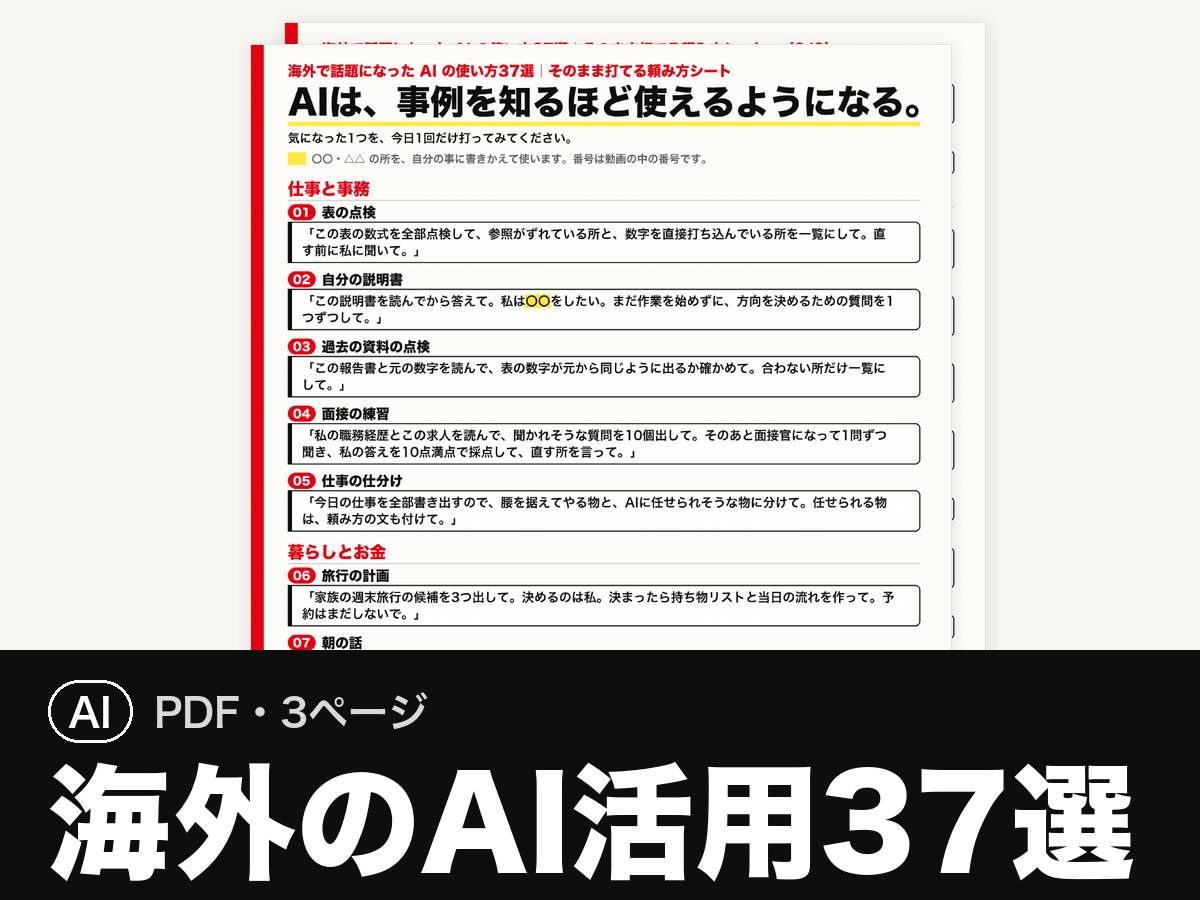 海外で話題になった AI の使い方37選｜そのまま打てる頼み方シート
AIは、事例を知るほど使えるようになる。
気になった1つを、今日1回だけ打ってみてください。
〇〇・△△ の所を、自分の事に書きかえて使います。番号は動画の中の番号です。
仕事と事務
01 表の点検
「この表の数式を全部点検して、参照がずれている所と、数字を直接打ち込んでいる所を一覧にして。直
す前に私に聞いて。」
02 自分の説明書
「この説明書を読んでから答えて。私は〇〇をしたい。まだ作業を始めずに、方向を決めるための質問を1
つずつして。」
03 過去の資料の点検
「この報告書と元の数字を読んで、表の数字が元から同じように出るか確かめて。合わない所だけ一覧に
して。」
04 面接の練習
「私の職務経歴とこの求人を読んで、聞かれそうな質問を10個出して。そのあと面接官になって1問ずつ
聞き、私の答えを10点満点で採点して、直す所を言って。」
05 仕事の仕分け
「今日の仕事を全部書き出すので、腰を据えてやる物と、AIに任せられそうな物に分けて。任せられる物
は、頼み方の文も付けて。」
暮らしとお金
06 旅行の計画
「家族の週末旅行の候補を3つ出して。決めるのは私。決まったら持ち物リストと当日の流れを作って。予
約はまだしないで。」
07 朝の話
AI PDF・3ページ
海外のAI活用37選